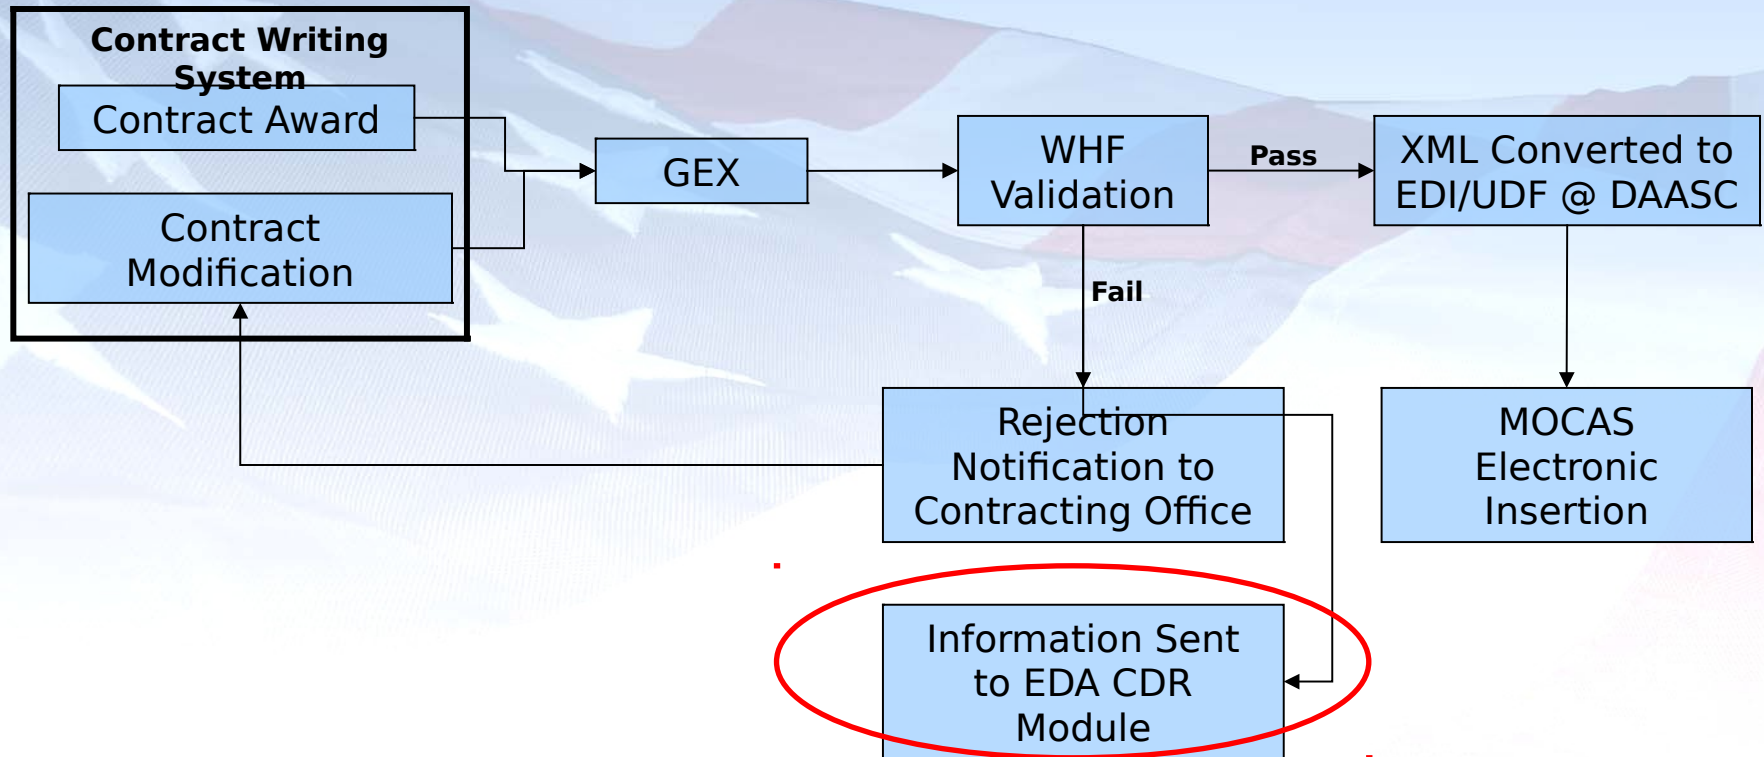 Contract Writing
System
Contract Award
Contract
Modification
GEX
WHF
Validation
Pass
XML Converted to
EDI/UDF @ DAASC
Fail
Rejection
Notification to
Contracting Office
MOCAS
Electronic
Insertion
Information Sent
to EDA CDR
Module